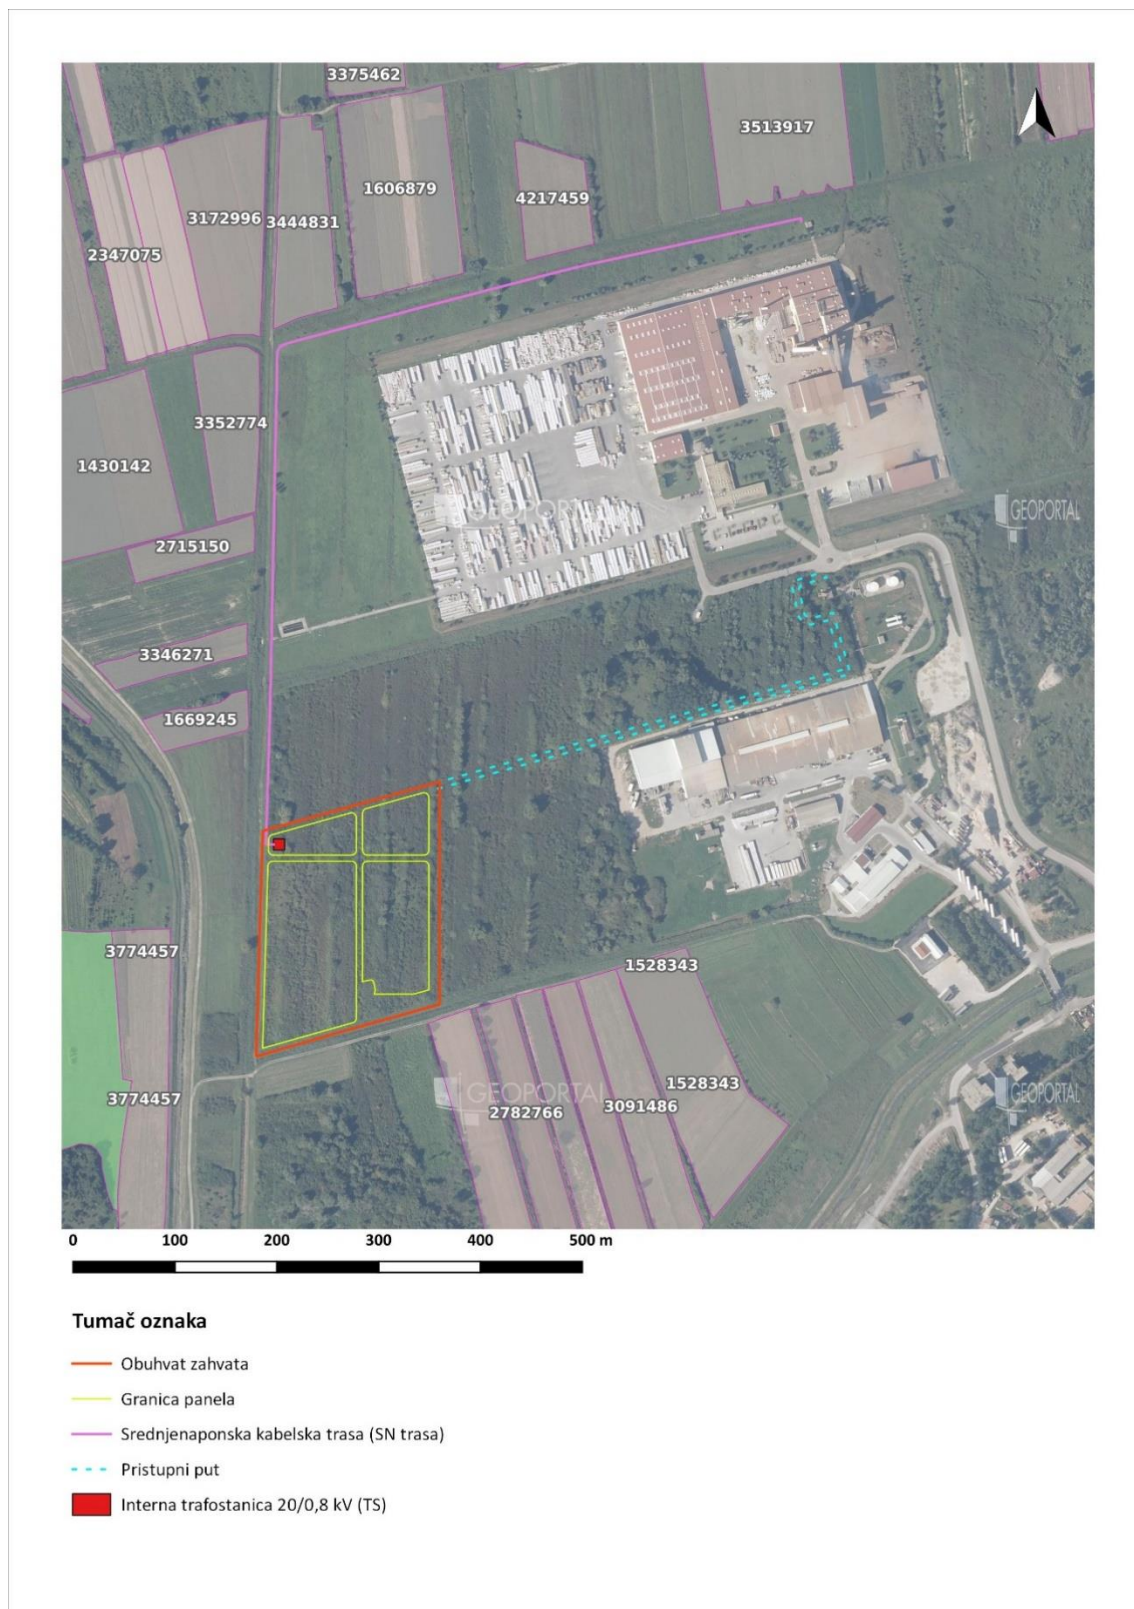 3375462
3513917
1606879
4217459
3172996
3444831
2347075
3352774
1430142
GEOPORTAL
GEOPORTAL
2715150
3346271
1669245
3774457
1528343
3774457
1528343
GEOPORTAL
GEOPORTAL
3091486
2782766
0 100 200 300 400 500 m
Tumač oznaka
Obuhvat zahvata
Granica panela
Srednjenaponska kabelska trasa (SN trasa)
Pristupni put
Interna trafostanica 20/0,8 kV (TS)